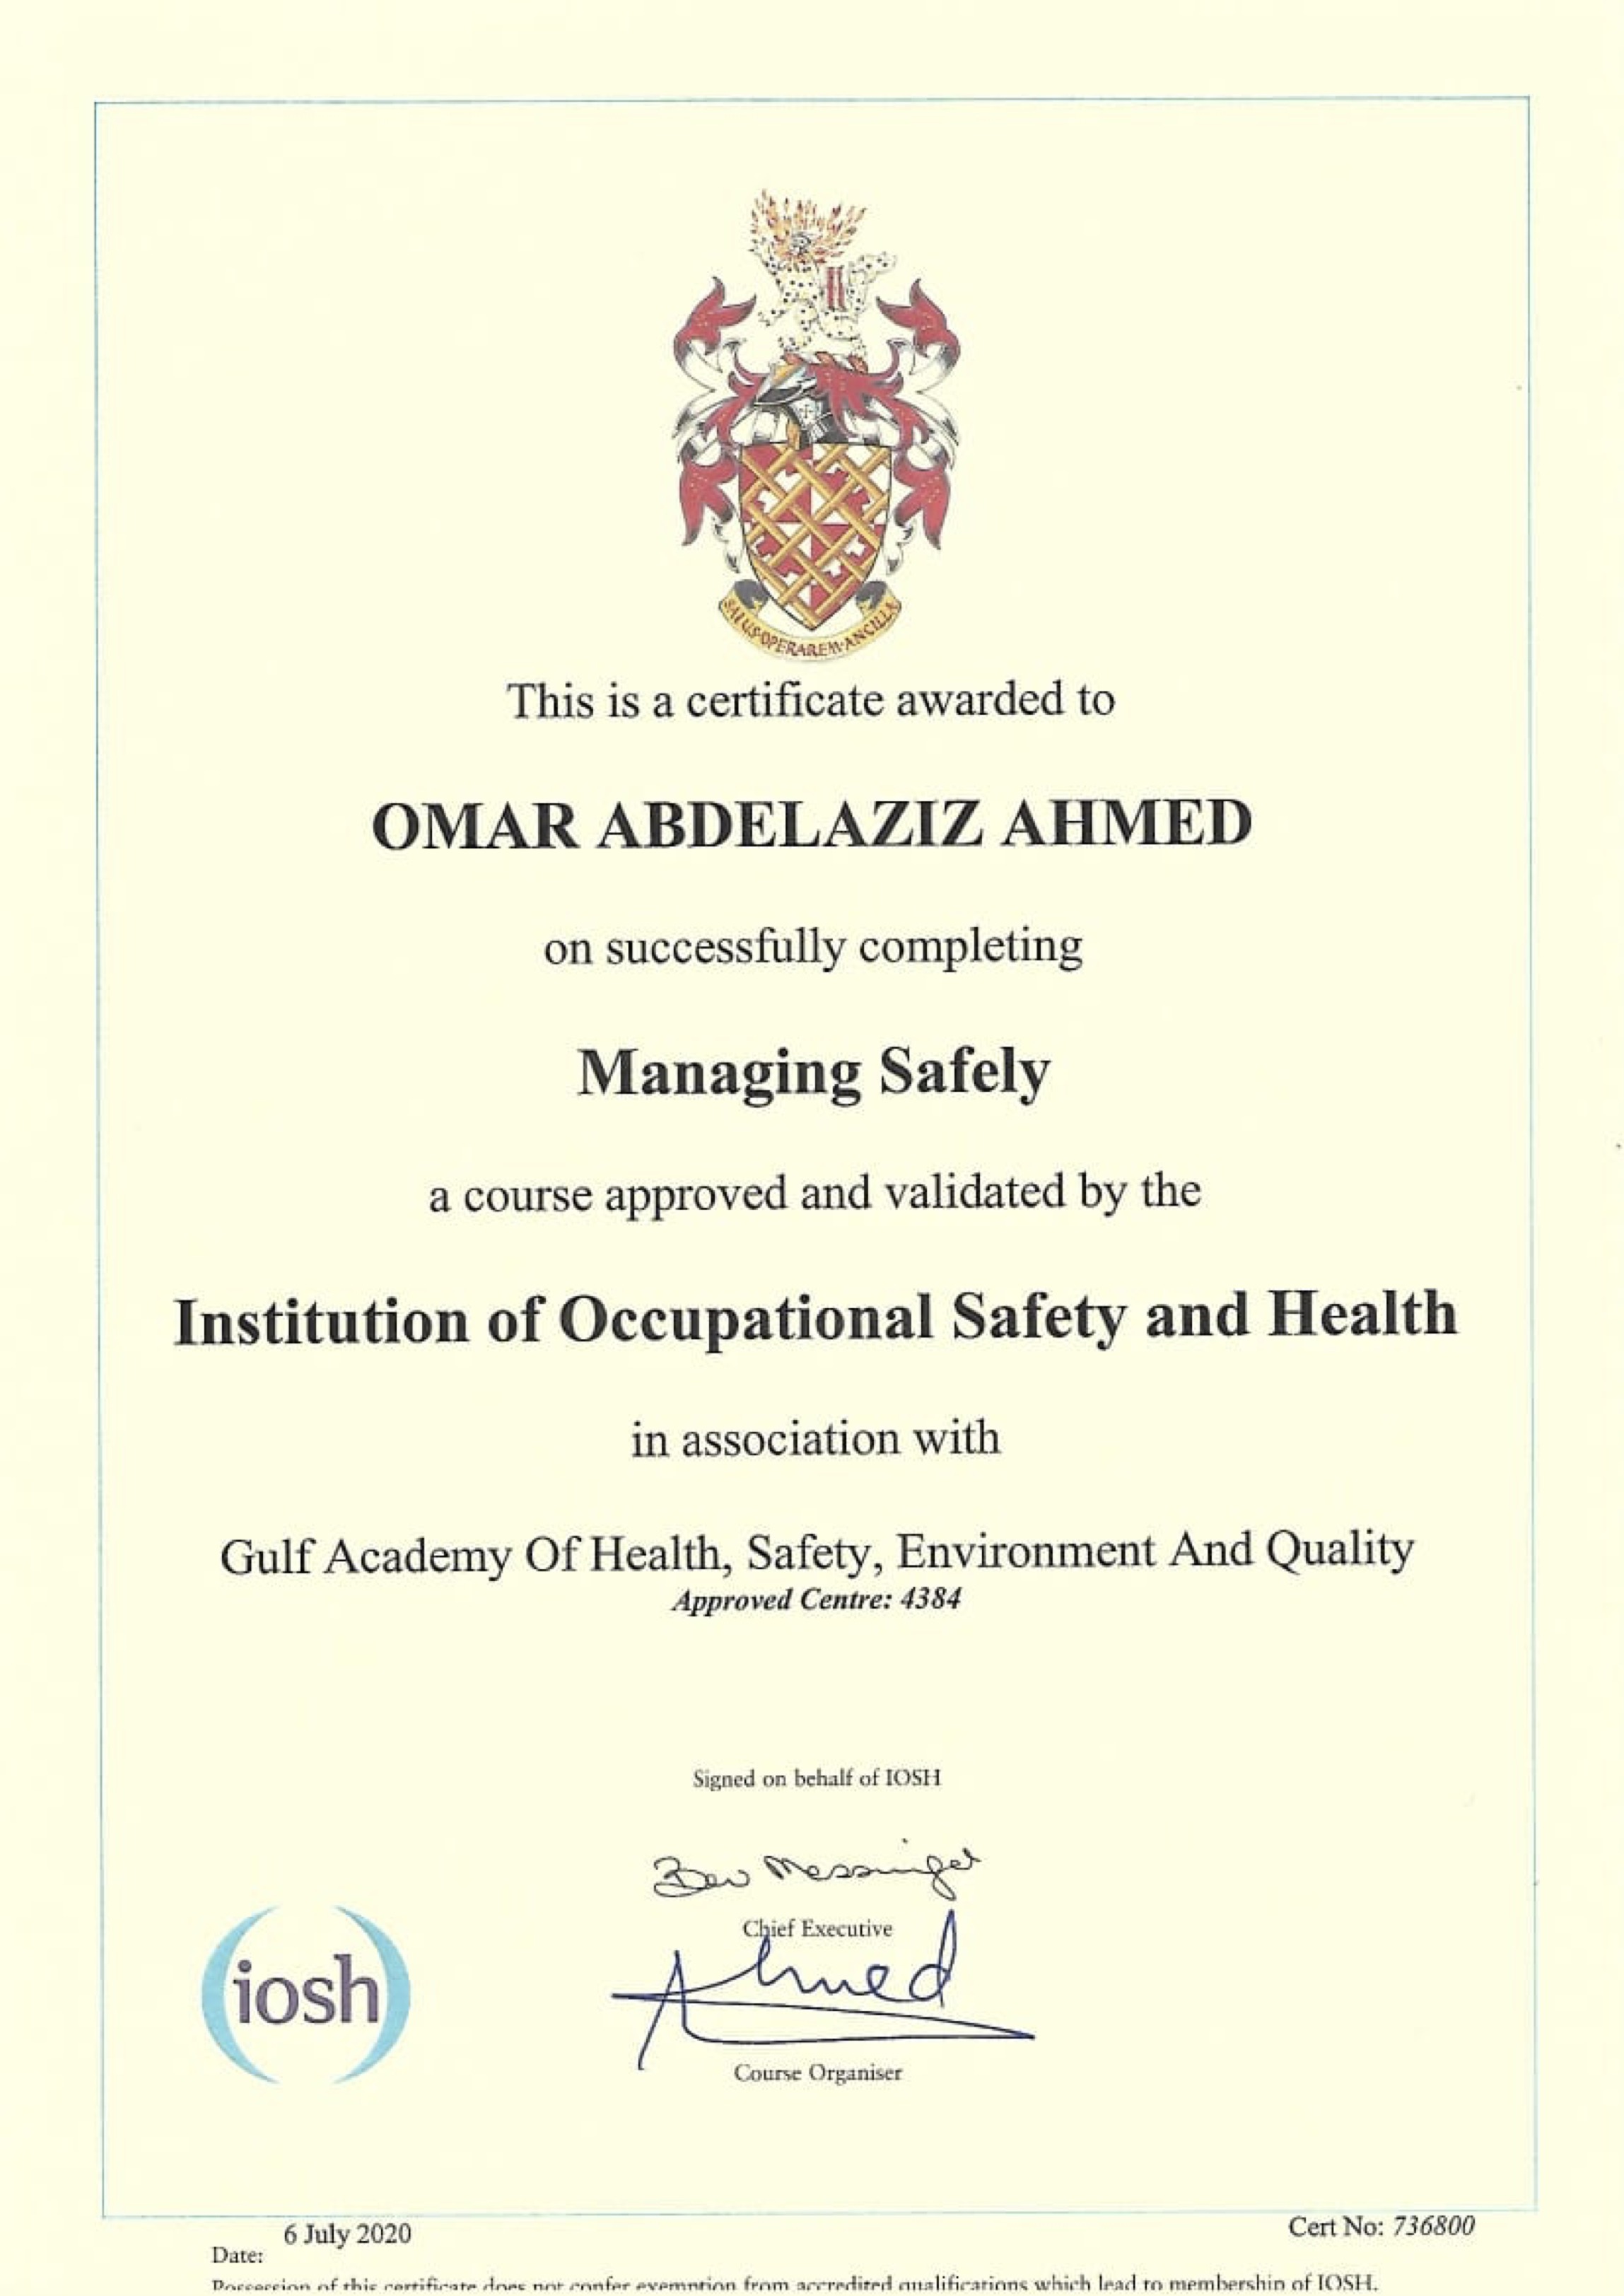 SALUS·OPERAREM·ANCILLA
This is a certificate awarded to
OMAR ABDELAZIZ AHMED
on successfully completing
Managing Safely
a course approved and validated by the
Institution of Occupational Safety and Health
in association with
Gulf Academy Of Health, Safety, Environment And Quality
Approved Centre: 4384
Signed on behalf of IOSH
Bev Messinger
Chief Executive
Ahmed
Course Organiser
iosh
6 July 2020
Date:
Cert No: 736800
Possession of this certificate does not confer exemption from accredited qualifications which lead to membership of IOSH.